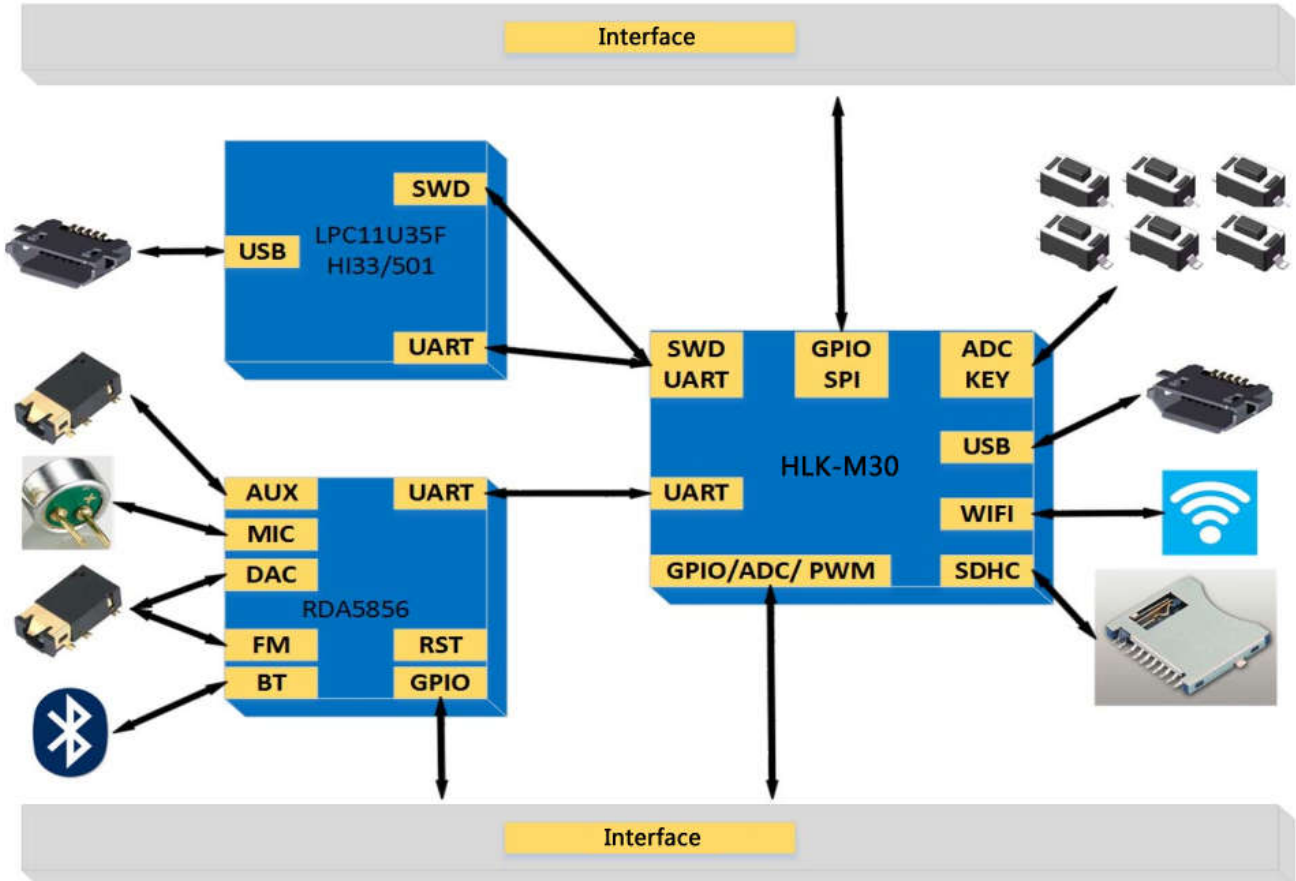 Interface
SWD
LPC11U35F
HI33/501
USB
UART
SWD
UART
GPIO
SPI
ADC
KEY
USB
HLK-M30
UART
WIFI
GPIO/ADC/ PWM
SDHC
AUX
UART
MIC
DAC
RDA5856
FM
RST
BT
GPIO
Interface